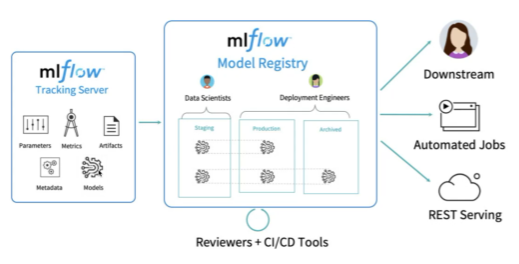 mlflow
Tracking Server
Parameters
Metrics
Artifacts
Metadata
Models
mlflow
Model Registry
Data Scientists
Deployment Engineers
Staging
Production
Archived
Reviewers + CI/CD Tools
Downstream
Automated Jobs
REST Serving